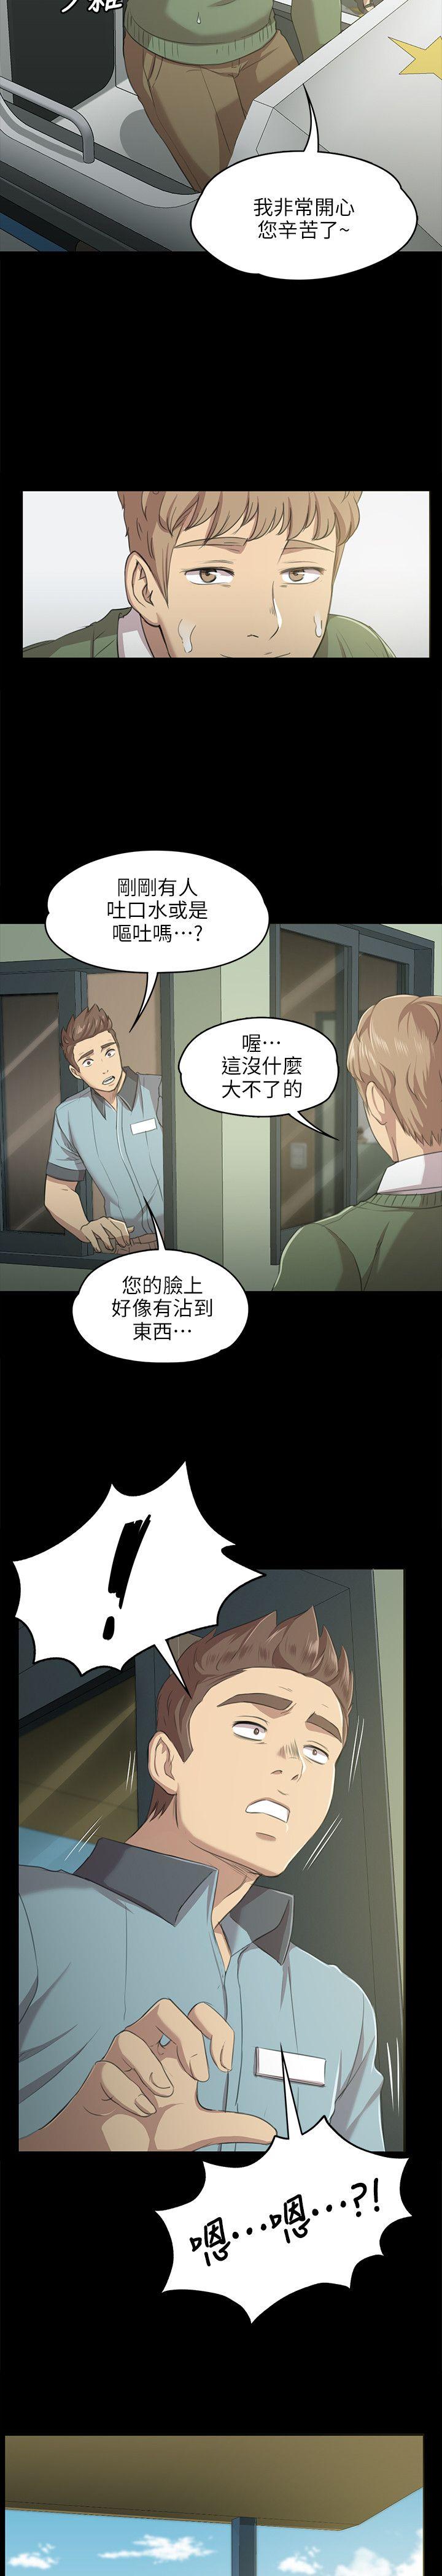 我非常開心
您辛苦了~
剛剛有人
吐口水或是
嘔吐嗎…?
喔…
這沒什麼
大不了的
您的臉上
好像有沾到
東西…
!
嗯…嗯…?!